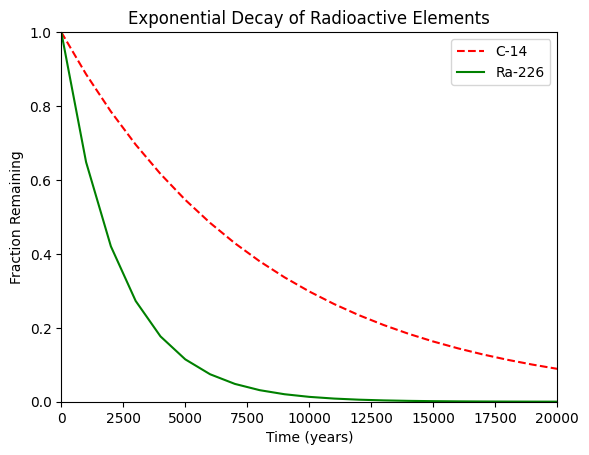 Exponential Decay of Radioactive Elements
C-14
Ra-226
Fraction Remaining
1.0
0.8
0.6
0.4
0.2
0.0
0 2500 5000 7500 10000 12500 15000 17500 20000
Time (years)